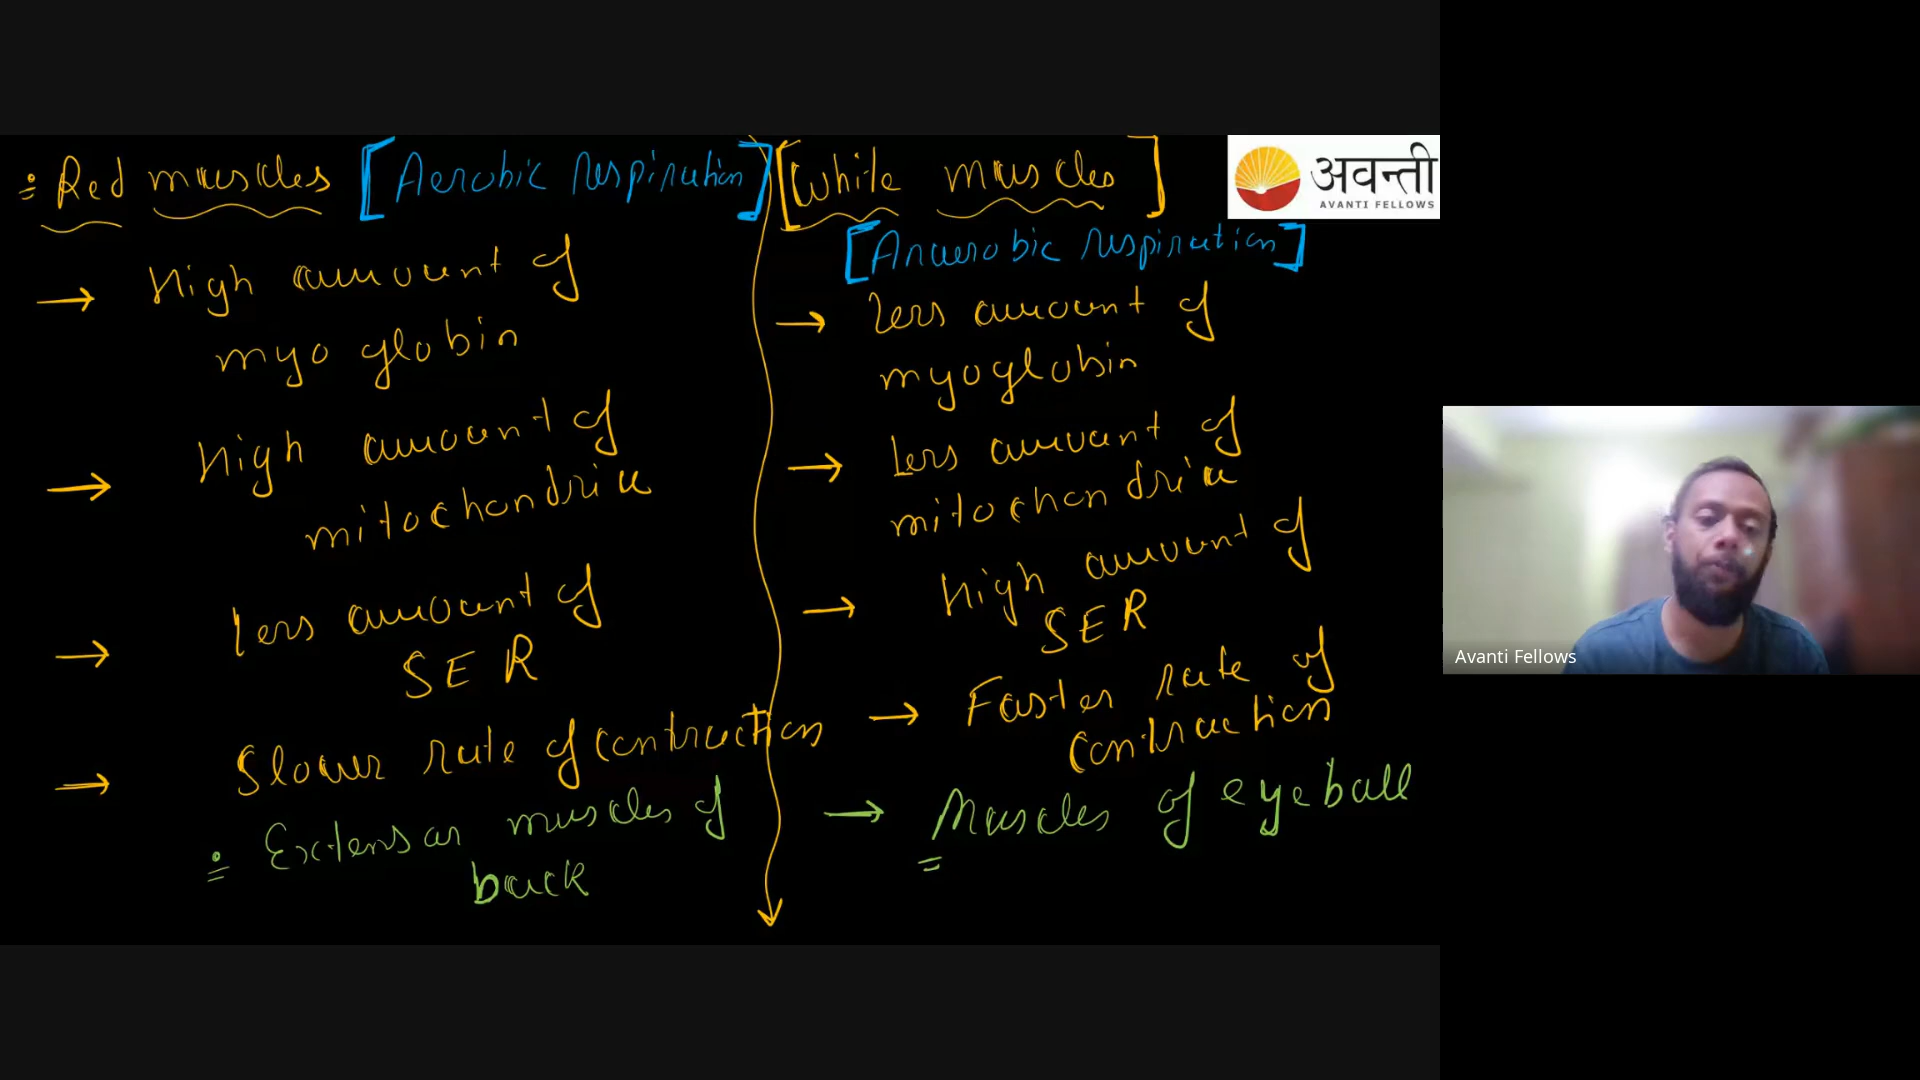 Red muscles [Aerobic respiration]
→ High amount of
myoglobin
→ High amount of
mitochondria
→ less amount of
SER
→ Slower rate of contraction
Extensor muscles of
back
[White muscles]
[Anaerobic respiration]
→ less amount of
myoglobin
→ Less amount of
mitochondria
→ High amount of
SER
→ Faster rate of
contraction
→ Muscles of eyeball
अवन्ती
AVANTI FELLOWS
Avanti Fellows